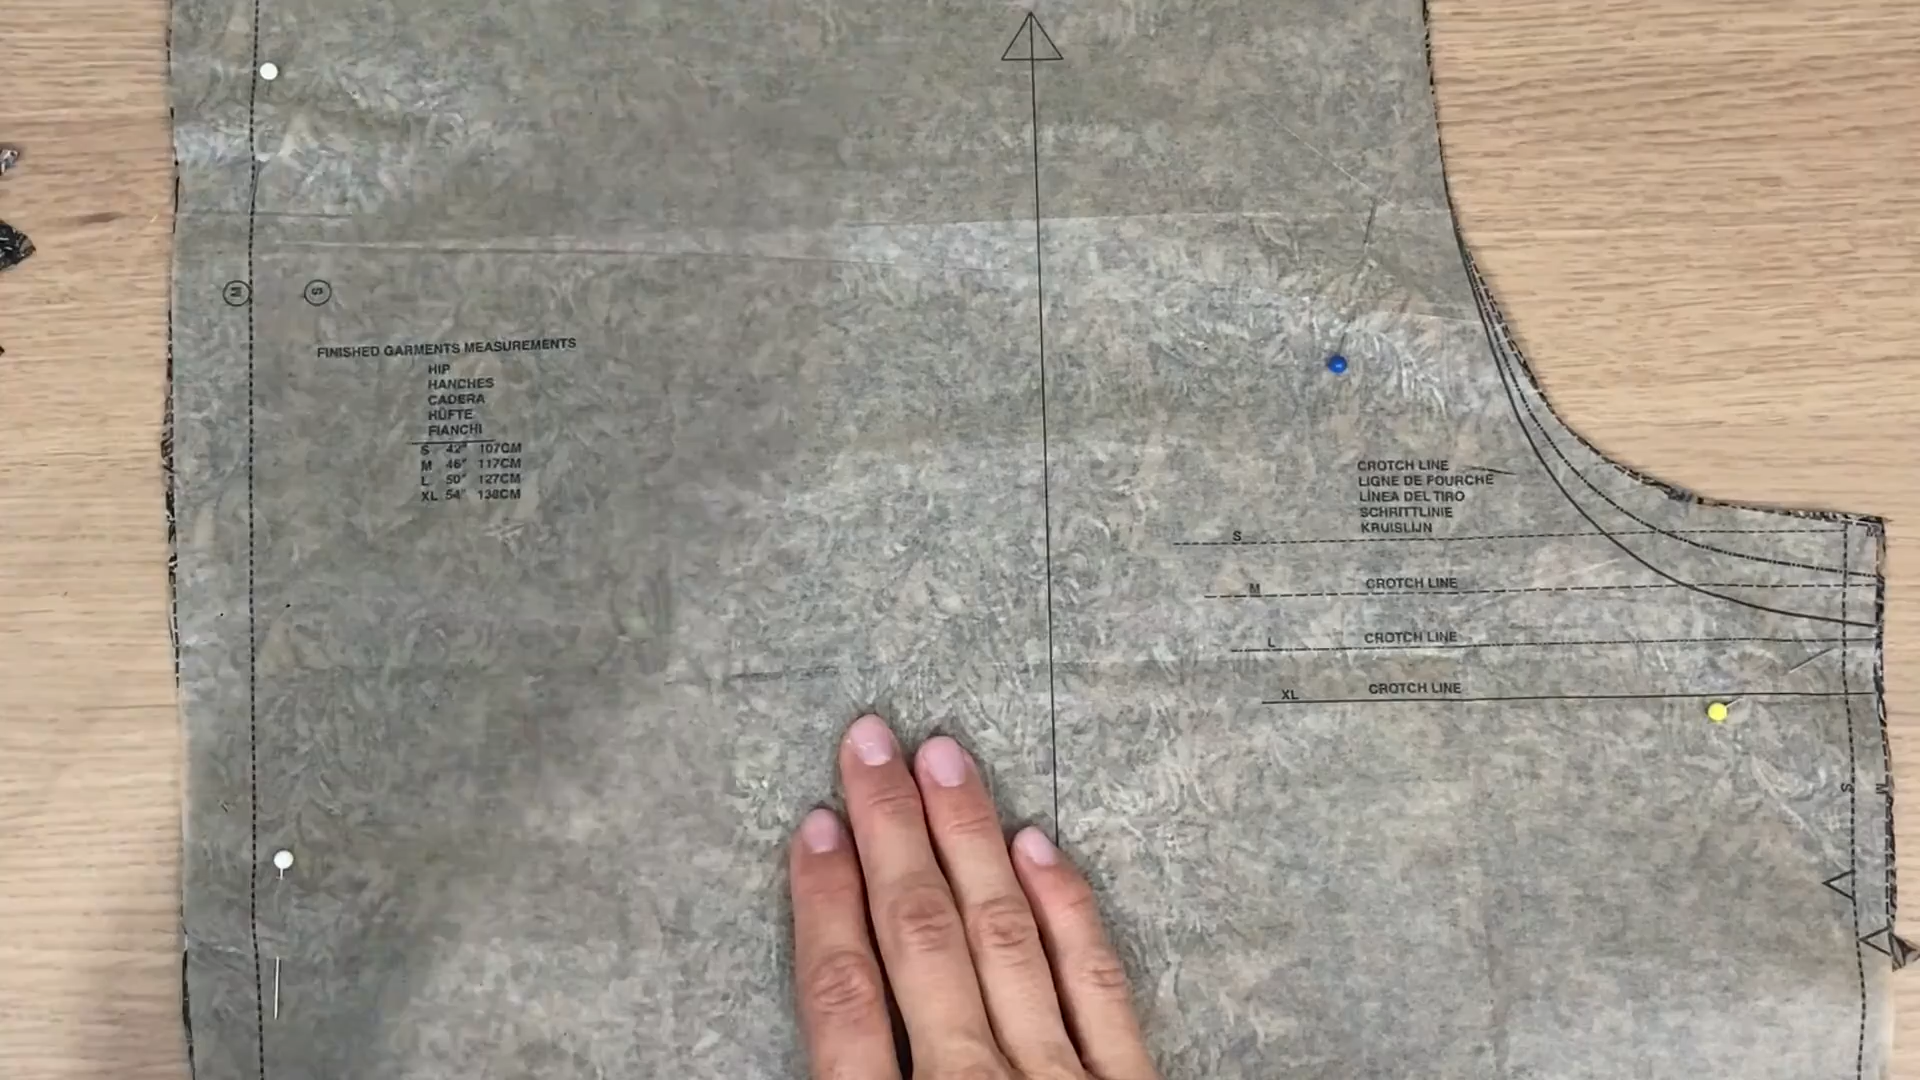 M
S
FINISHED GARMENTS MEASUREMENTS
HIP
HANCHES
CADERA
HÜFTE
FIANCHI
S 42" 107CM
M 46" 117CM
L 50" 127CM
XL 54" 138CM
CROTCH LINE
LIGNE DE FOURCHE
LÍNEA DEL TIRO
SCHRITTLINIE
KRUISLIJN
S
M
M CROTCH LINE
L CROTCH LINE
XL CROTCH LINE
S
M